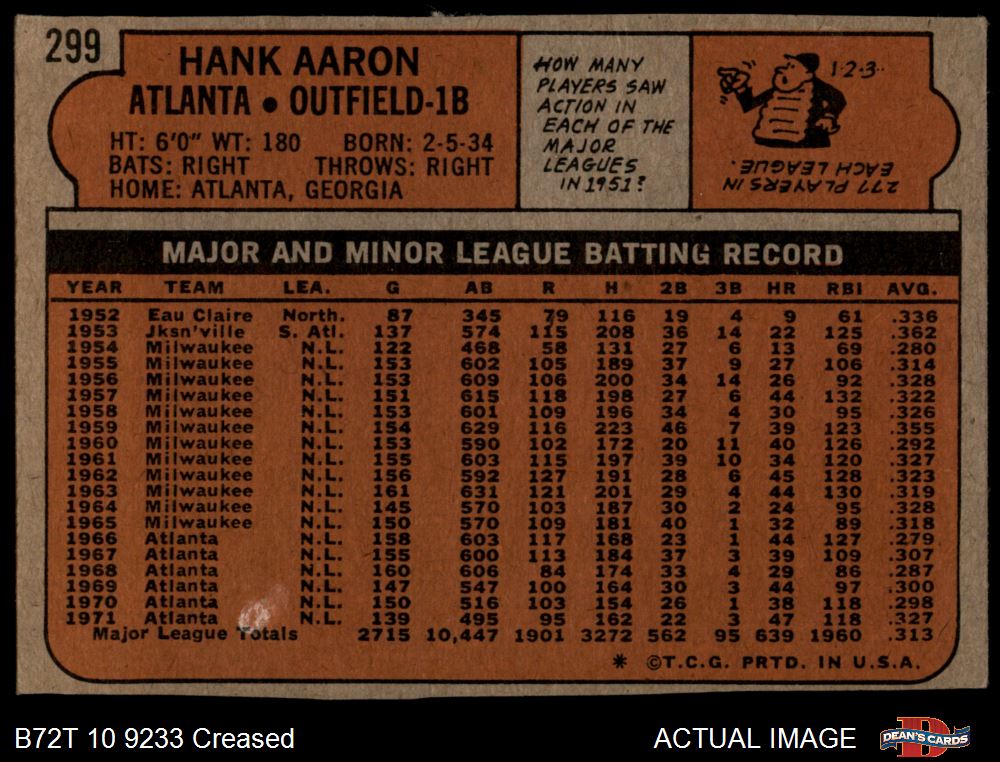 299
HANK AARON
ATLANTA • OUTFIELD-1B
HT: 6'0" WT: 180 BORN: 2-5-34
BATS: RIGHT THROWS: RIGHT
HOME: ATLANTA, GEORGIA
HOW MANY
PLAYERS SAW
ACTION IN
EACH OF THE
MAJOR
LEAGUES
IN 1951?
1-2-3-
277 PLAYERS IN
EACH LEAGUE.
MAJOR AND MINOR LEAGUE BATTING RECORD
YEAR TEAM LEA. G AB R H 2B 3B HR RBI AVG.
1952 Eau Claire North. 87 345 79 116 19 4 9 61 .336
1953 Jksn'ville S. Atl. 137 574 115 208 36 14 22 125 .362
1954 Milwaukee N.L. 122 468 58 131 27 6 13 69 .280
1955 Milwaukee N.L. 153 602 105 189 37 9 27 106 .314
1956 Milwaukee N.L. 153 609 106 200 34 14 26 92 .328
1957 Milwaukee N.L. 151 615 118 198 27 6 44 132 .322
1958 Milwaukee N.L. 153 601 109 196 34 4 30 95 .326
1959 Milwaukee N.L. 154 629 116 223 46 7 39 123 .355
1960 Milwaukee N.L. 153 590 102 172 20 11 40 126 .292
1961 Milwaukee N.L. 155 603 115 197 39 10 34 120 .327
1962 Milwaukee N.L. 156 592 127 191 28 6 45 128 .323
1963 Milwaukee N.L. 161 631 121 201 29 4 44 130 .319
1964 Milwaukee N.L. 145 570 103 187 30 2 24 95 .328
1965 Milwaukee N.L. 150 570 109 181 40 1 32 89 .318
1966 Atlanta N.L. 158 603 117 168 23 1 44 127 .279
1967 Atlanta N.L. 155 600 113 184 37 3 39 109 .307
1968 Atlanta N.L. 160 606 84 174 33 4 29 86 .287
1969 Atlanta N.L. 147 547 100 164 30 3 44 97 .300
1970 Atlanta N.L. 150 516 103 154 26 1 38 118 .298
1971 Atlanta N.L. 139 495 95 162 22 3 47 118 .327
Major League Totals 2715 10,447 1901 3272 562 95 639 1960 .313
* ©T.C.G. PRTD. IN U.S.A.
B72T 10 9233 Creased
ACTUAL IMAGE
D
DEAN'S CARDS